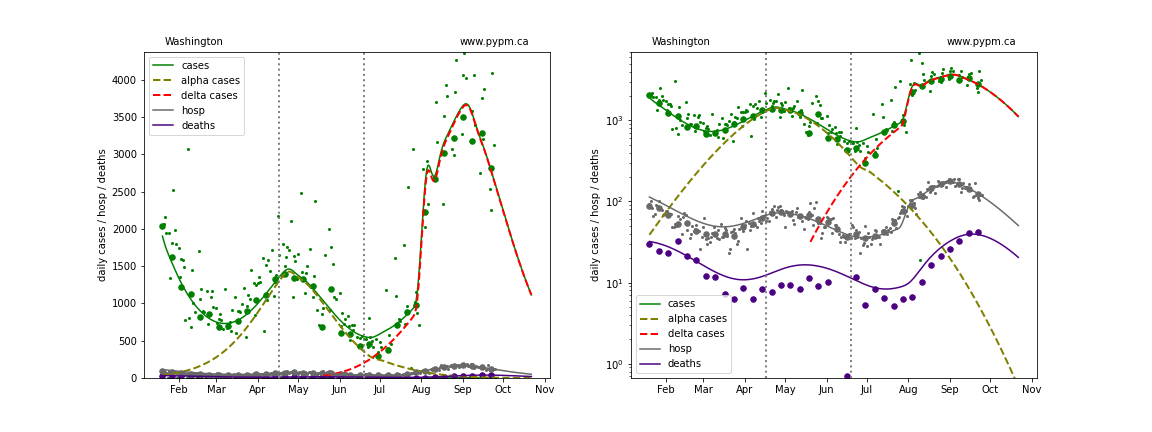 Washington www.pypm.ca
daily cases / hosp / deaths
4000
3500
3000
2500
2000
1500
1000
500
0
cases
alpha cases
delta cases
hosp
deaths
Feb Mar Apr May Jun Jul Aug Sep Oct Nov
Washington www.pypm.ca
daily cases / hosp / deaths
10³
10²
10¹
10⁰
cases
alpha cases
delta cases
hosp
deaths
Feb Mar Apr May Jun Jul Aug Sep Oct Nov